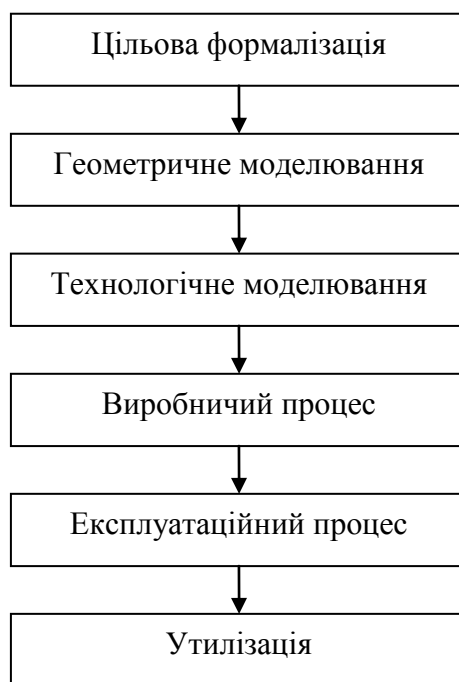 Цільова формалізація
Геометричне моделювання
Технологічне моделювання
Виробничий процес
Експлуатаційний процес
Утилізація